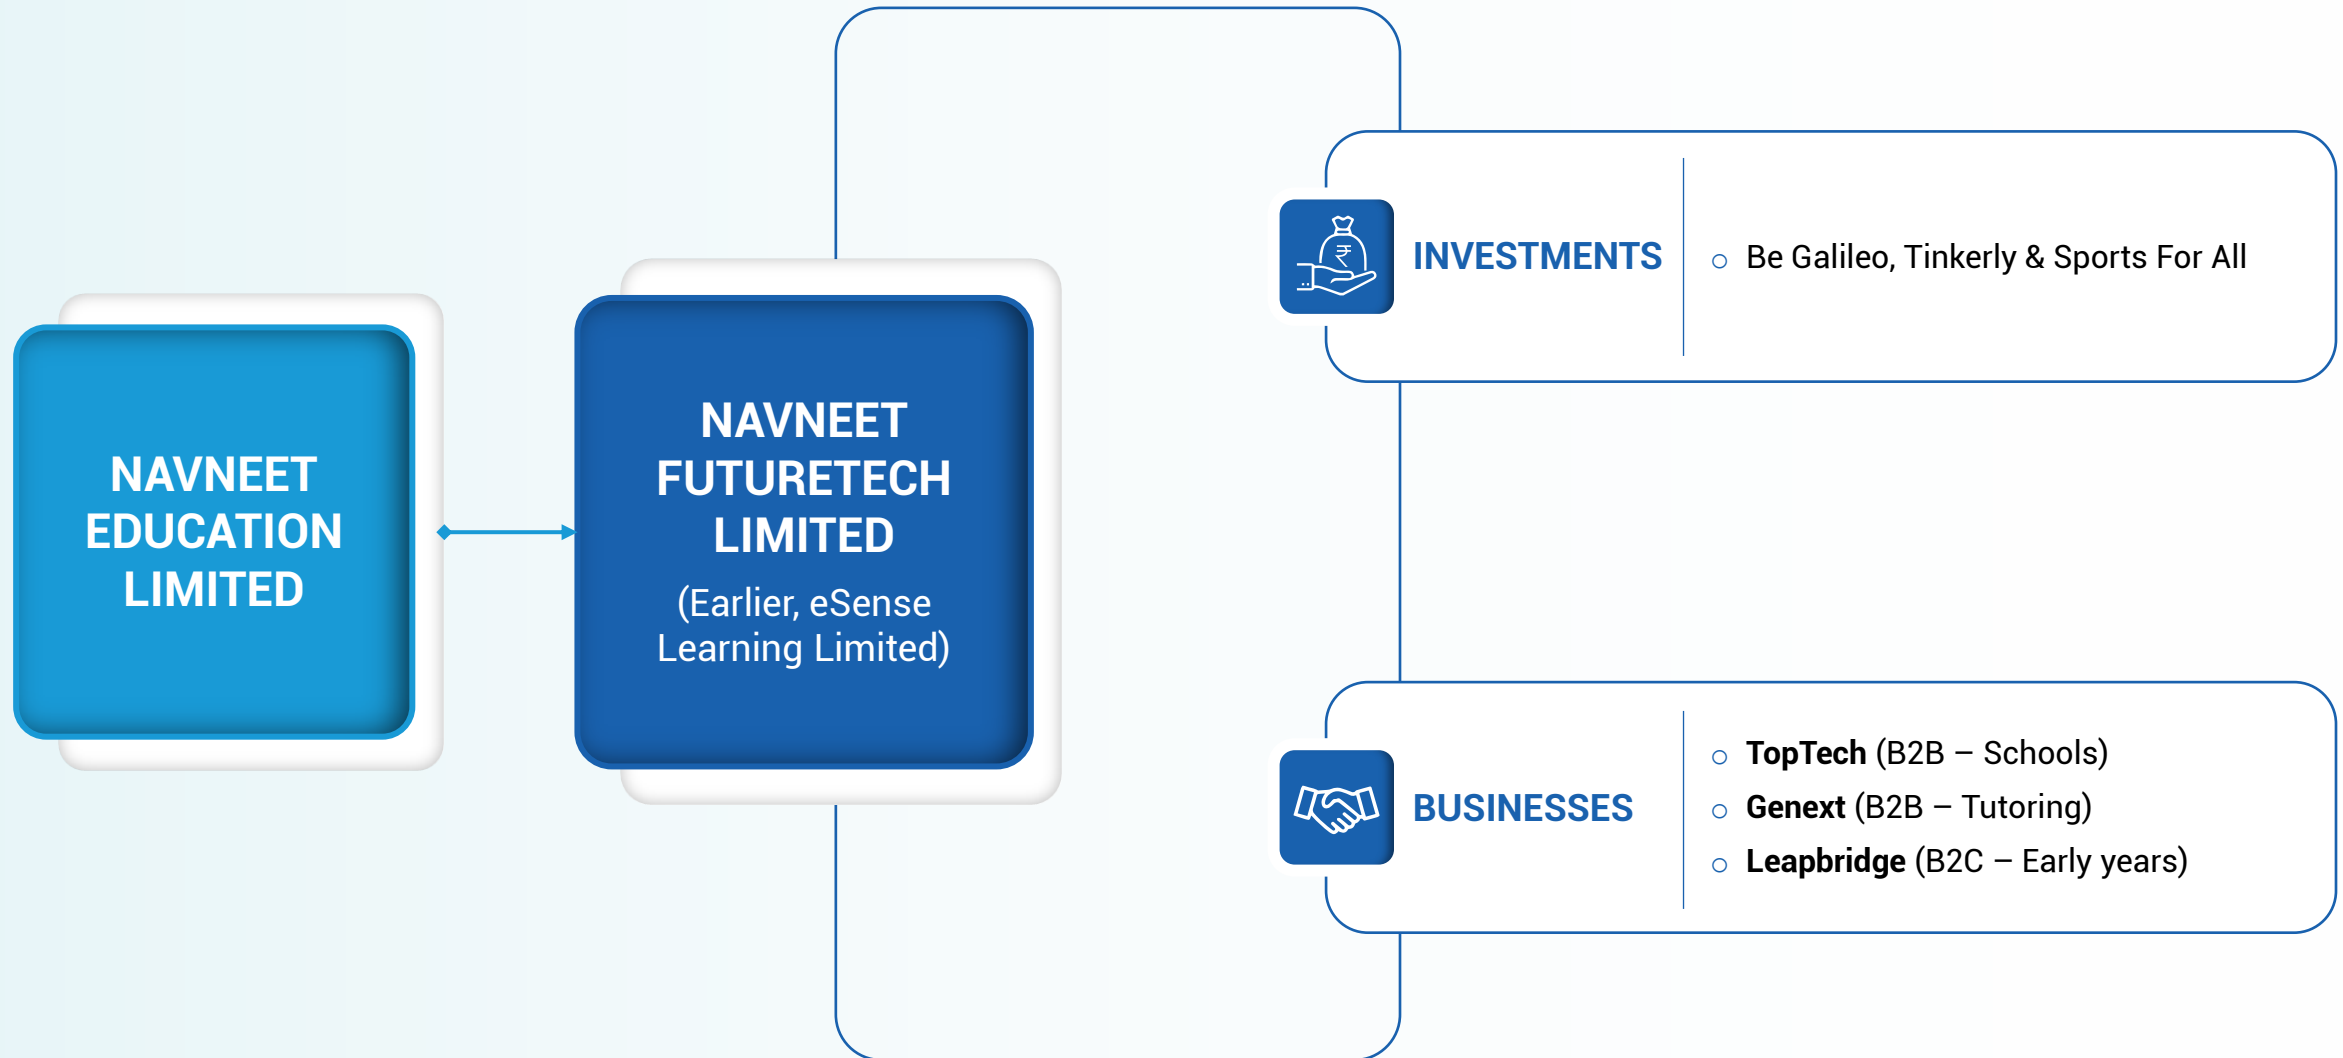 NAVNEET
EDUCATION
LIMITED
NAVNEET
FUTURETECH
LIMITED
(Earlier, eSense
Learning Limited)
₹
INVESTMENTS
○ Be Galileo, Tinkerly & Sports For All
BUSINESSES
○ TopTech (B2B – Schools)
○ Genext (B2B – Tutoring)
○ Leapbridge (B2C – Early years)